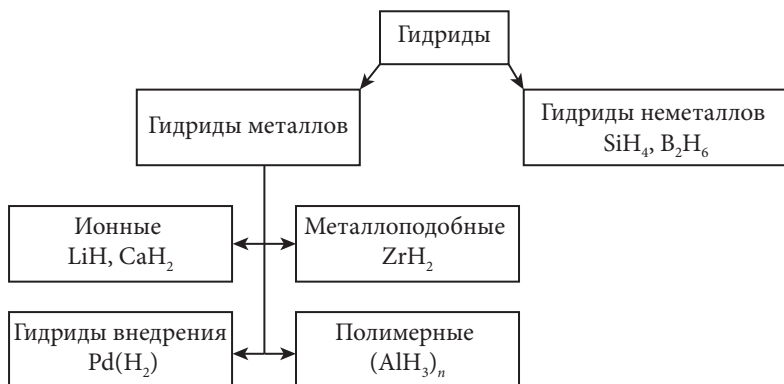 Гидриды
Гидриды металлов
Гидриды неметаллов
SiH₄, B₂H₆
Ионные
LiH, CaH₂
Металлоподобные
ZrH₂
Гидриды внедрения
Pd(H₂)
Полимерные
(AlH₃)ₙ